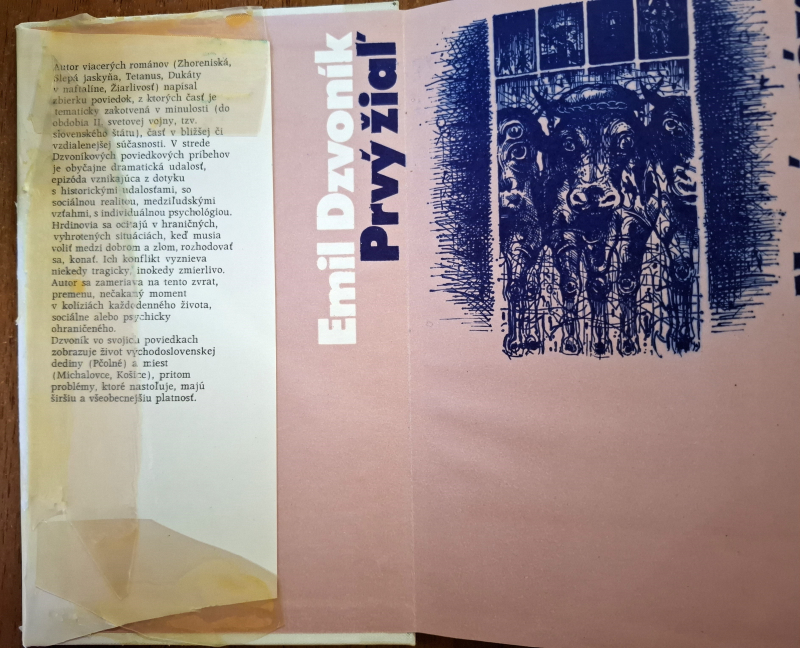 Autor viacerých románov (Zhoreniská,
Slepá jaskyňa, Tetanus, Dukáty
v naftalíne, Žiarlivosť) napísal
zbierku poviedok, z ktorých časť je
tematicky zakotvená v minulosti (do
obdobia II. svetovej vojny, tzv.
slovenského štátu), časť v bližšej či
vzdialenejšej súčasnosti. V strede
Dzvoníkových poviedkových príbehov
je obyčajne dramatická udalosť,
epizóda vznikajúca z dotyku
s historickými udalosťami, so
sociálnou realitou, medziľudskými
vzťahmi, s individuálnou psychológiou.
Hrdinovia sa ocitajú v hraničných,
vyhrotených situáciách, keď musia
voliť medzi dobrom a zlom, rozhodovať
sa, konať. Ich konflikt vyznieva
niekedy tragicky, inokedy zmierlivo.
Autor sa zameriava na tento zvrat,
premenu, nečakaný moment
v kolíziách každodenného života,
sociálne alebo psychicky
ohraničeného.
Dzvoník vo svojich poviedkach
zobrazuje život východoslovenskej
dediny (Pčolné) a miest
(Michalovce, Košice), pritom
problémy, ktoré nastoľuje, majú
širšiu a všeobecnejšiu platnosť.
Emil Dzvoník
Prvý žiaľ